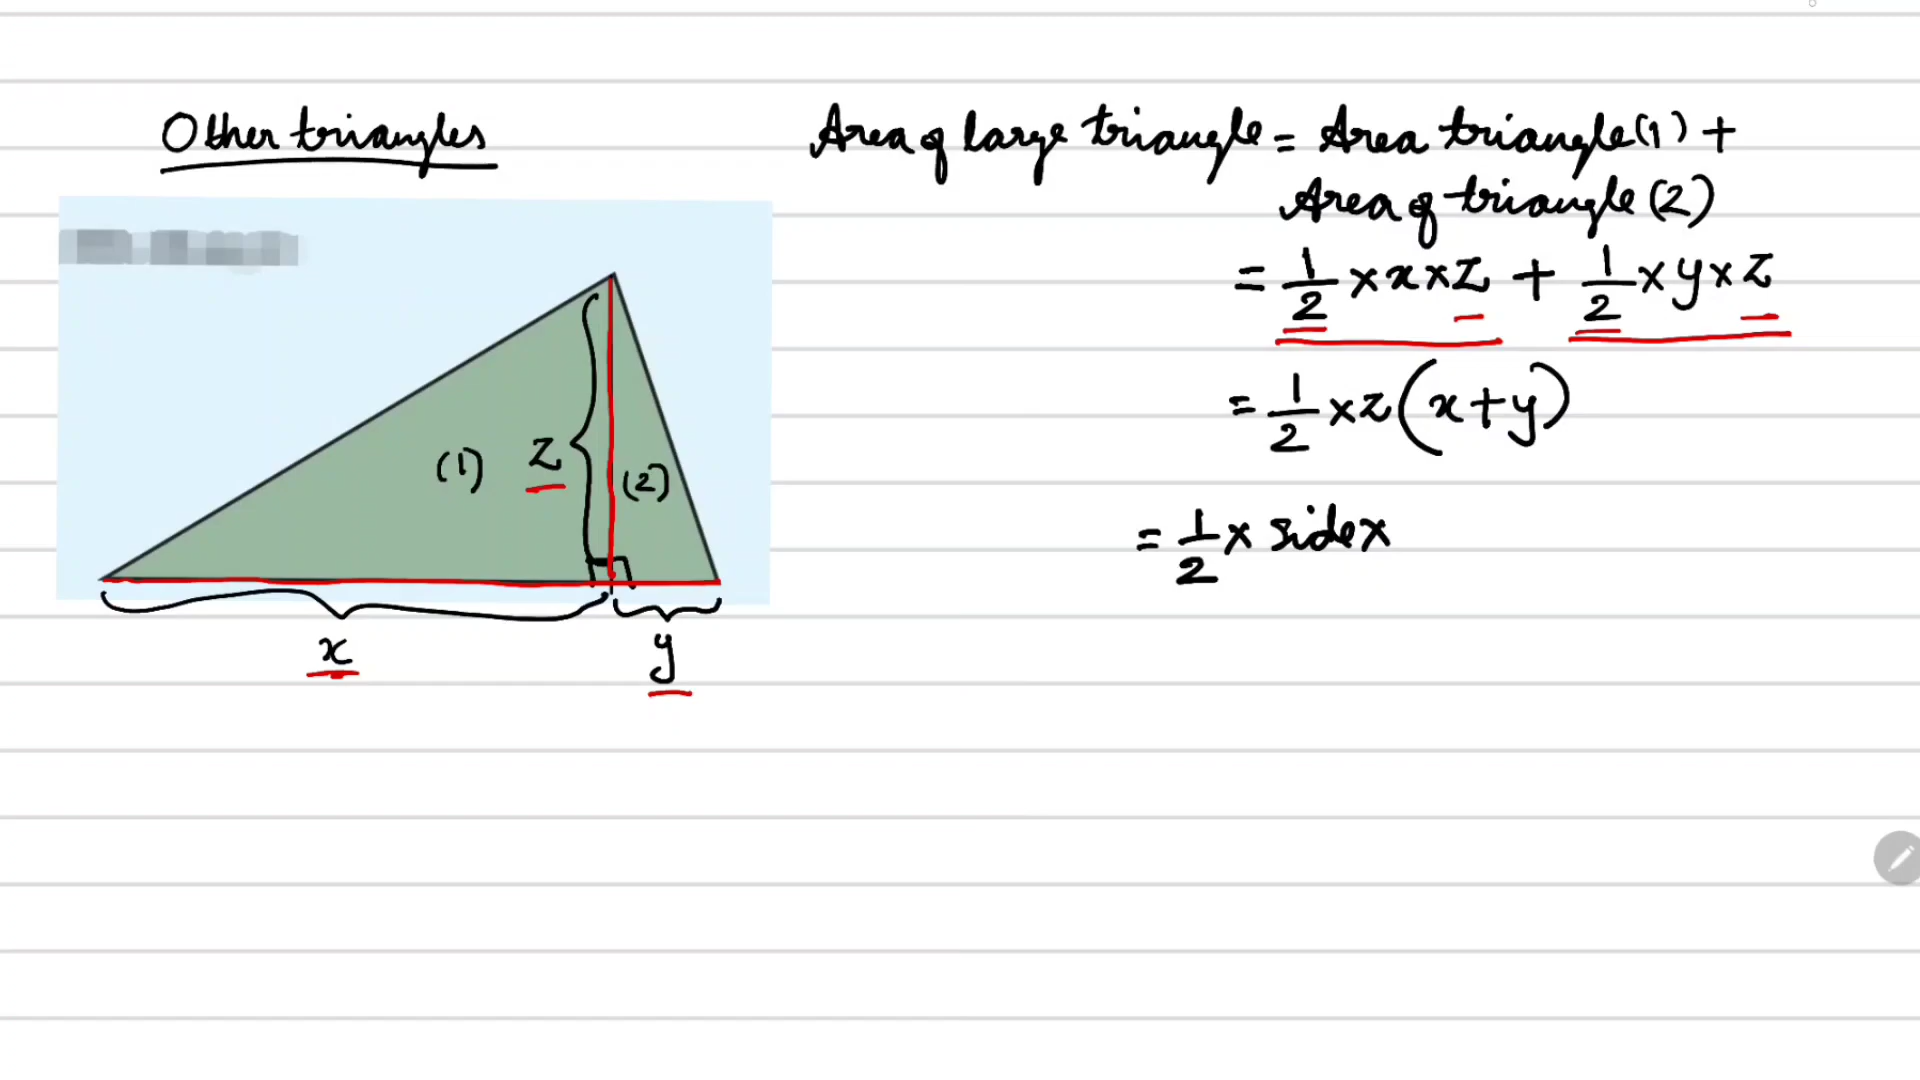 Other triangles
Area of large triangle = Area triangle (1) +
Area of triangle (2)
= 1/2 × x × z + 1/2 × y × z
= 1/2 × z (x + y)
= 1/2 × side ×
(1) z (2)
x y